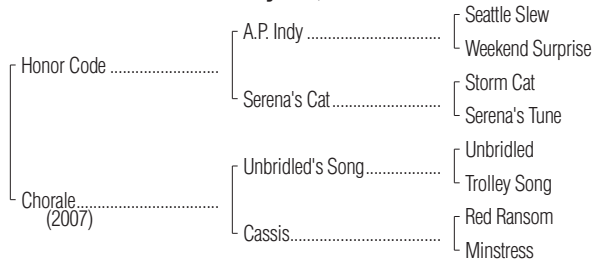 Seattle Slew
A.P. Indy ........................
Weekend Surprise
Honor Code ........................
Storm Cat
Serena's Cat........................
Serena's Tune
Unbridled
Unbridled's Song..................
Trolley Song
Chorale................................
(2007)
Red Ransom
Cassis..................................
Minstress